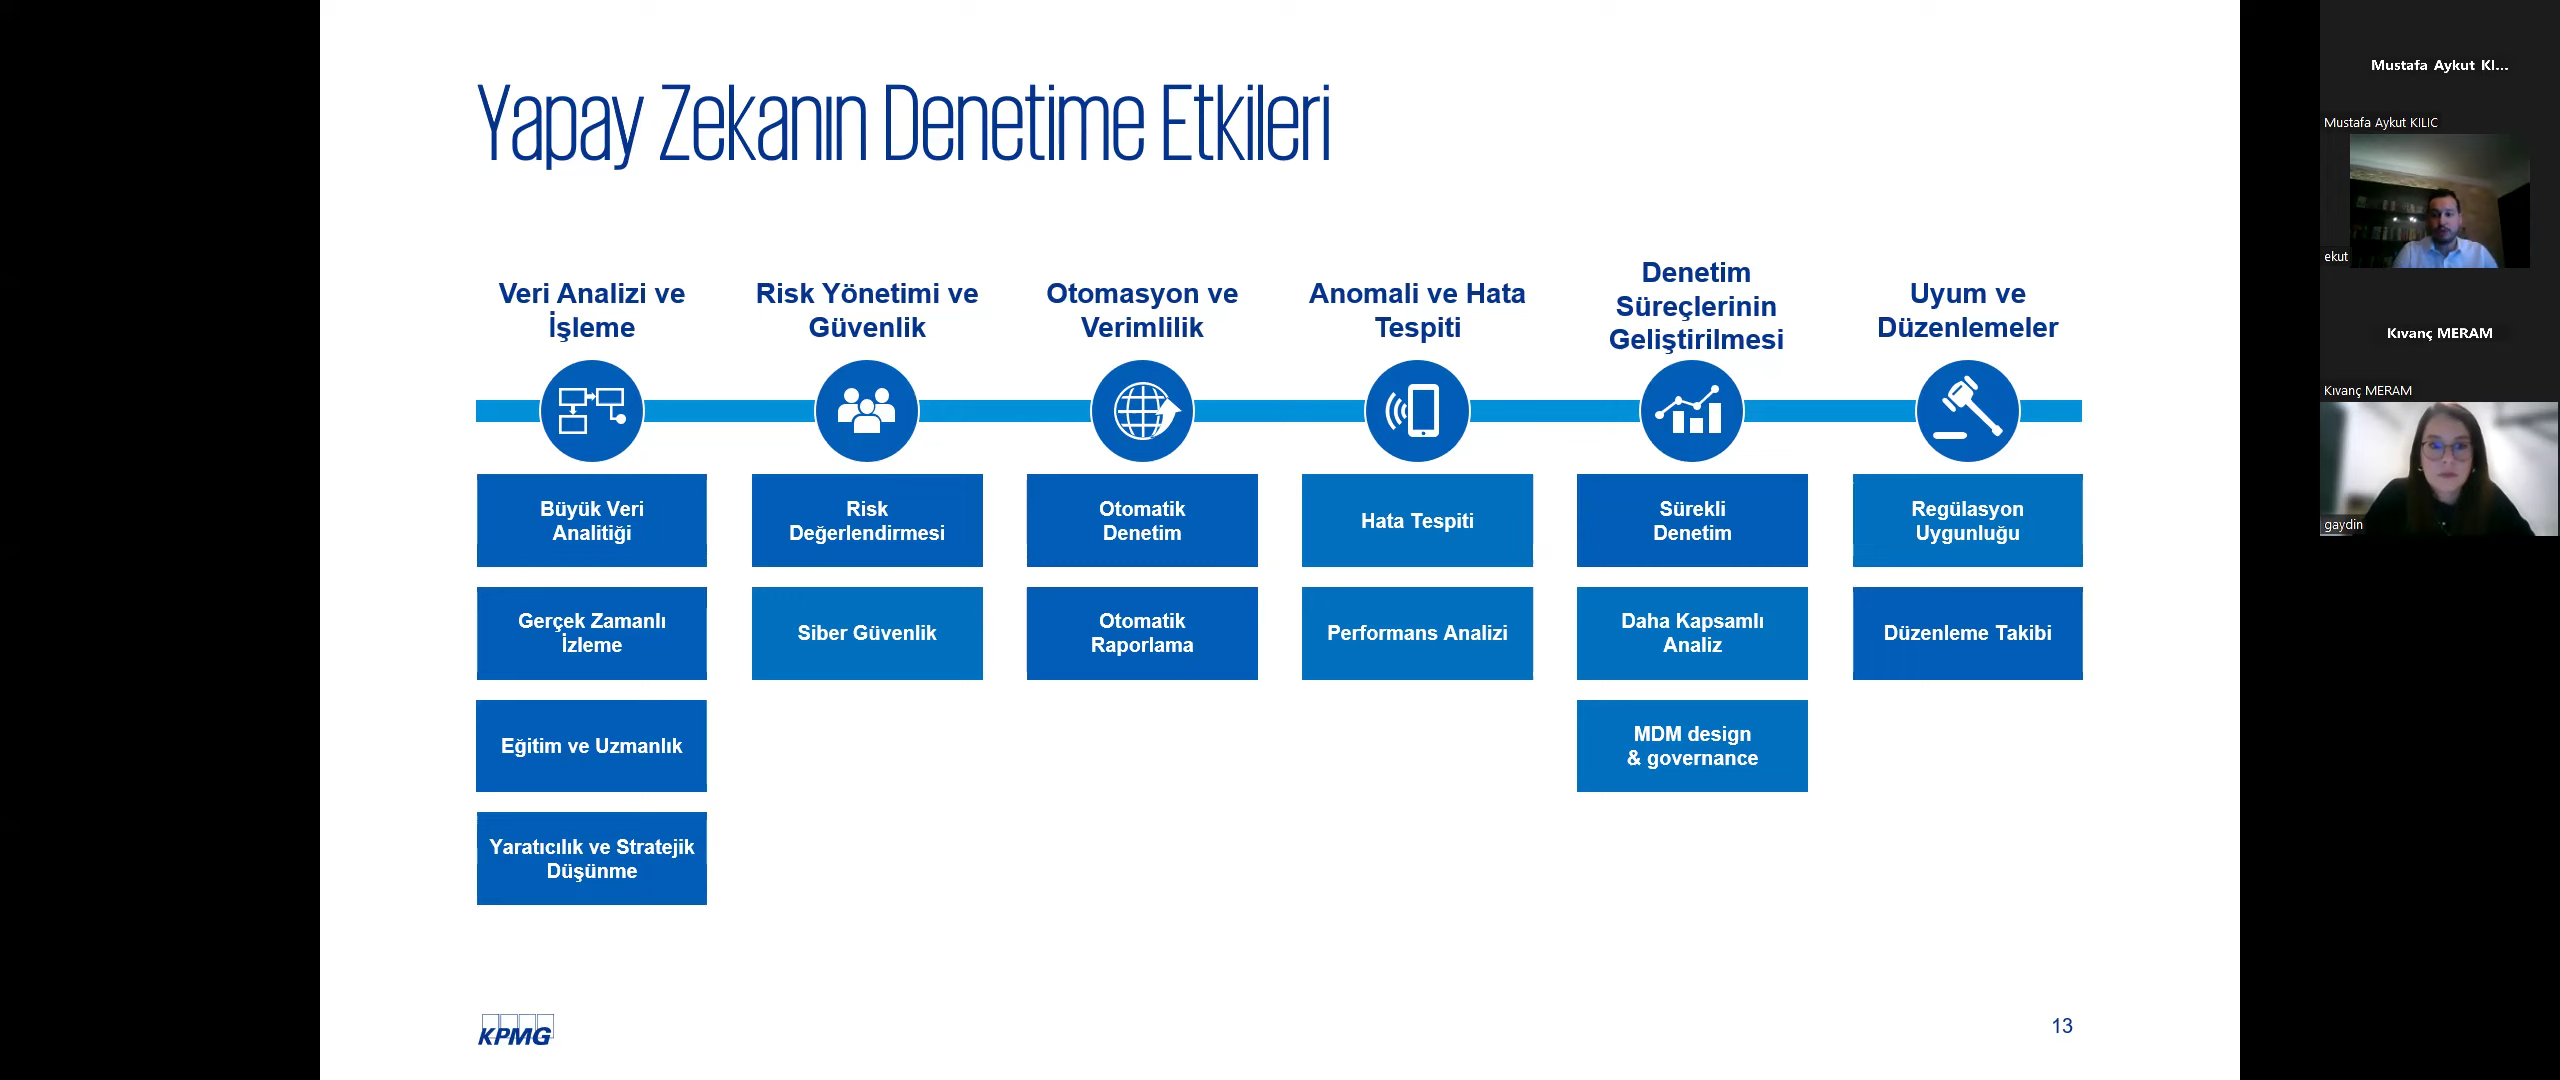 Yapay Zekanın Denetime Etkileri
Veri Analizi ve
İşleme
Risk Yönetimi ve
Güvenlik
Otomasyon ve
Verimlilik
Anomali ve Hata
Tespiti
Denetim
Süreçlerinin
Geliştirilmesi
Uyum ve
Düzenlemeler
Büyük Veri
Analitiği
Gerçek Zamanlı
İzleme
Eğitim ve Uzmanlık
Yaratıcılık ve Stratejik
Düşünme
Risk
Değerlendirmesi
Siber Güvenlik
Otomatik
Denetim
Otomatik
Raporlama
Hata Tespiti
Performans Analizi
Sürekli
Denetim
Daha Kapsamlı
Analiz
MDM design
& governance
Regülasyon
Uygunluğu
Düzenleme Takibi
KPMG
13
Mustafa Aykut KI...
Mustafa Aykut KILIC
ekut
Kıvanç MERAM
Kıvanç MERAM
gaydin